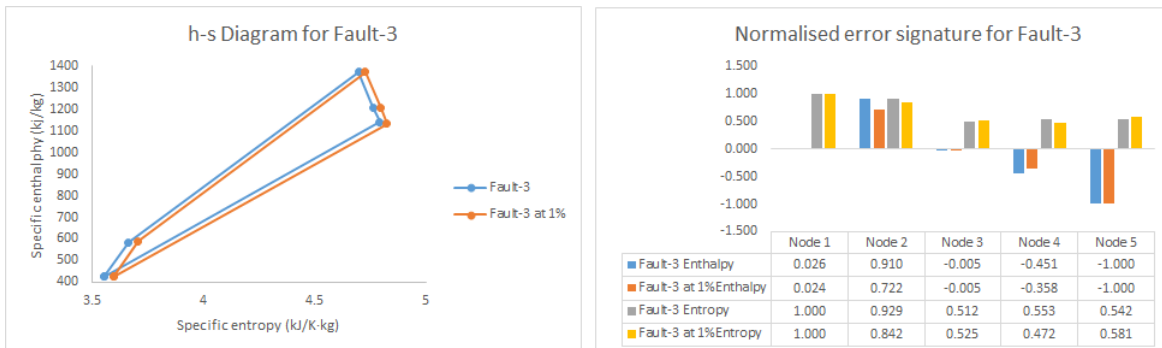 h-s Diagram for Fault-3
Specific enthalphy (kj/kg)
1400
1300
1200
1100
1000
900
800
700
600
500
400
3.5 4 4.5 5
Specific entropy (kJ/K·kg)
Fault-3
Fault-3 at 1%
Normalised error signature for Fault-3
1.500
1.000
0.500
0.000
-0.500
-1.000
-1.500
Node 1 Node 2 Node 3 Node 4 Node 5
Fault-3 Enthalpy 0.026 0.910 -0.005 -0.451 -1.000
Fault-3 at 1%Enthalpy 0.024 0.722 -0.005 -0.358 -1.000
Fault-3 Entropy 1.000 0.929 0.512 0.553 0.542
Fault-3 at 1%Entropy 1.000 0.842 0.525 0.472 0.581